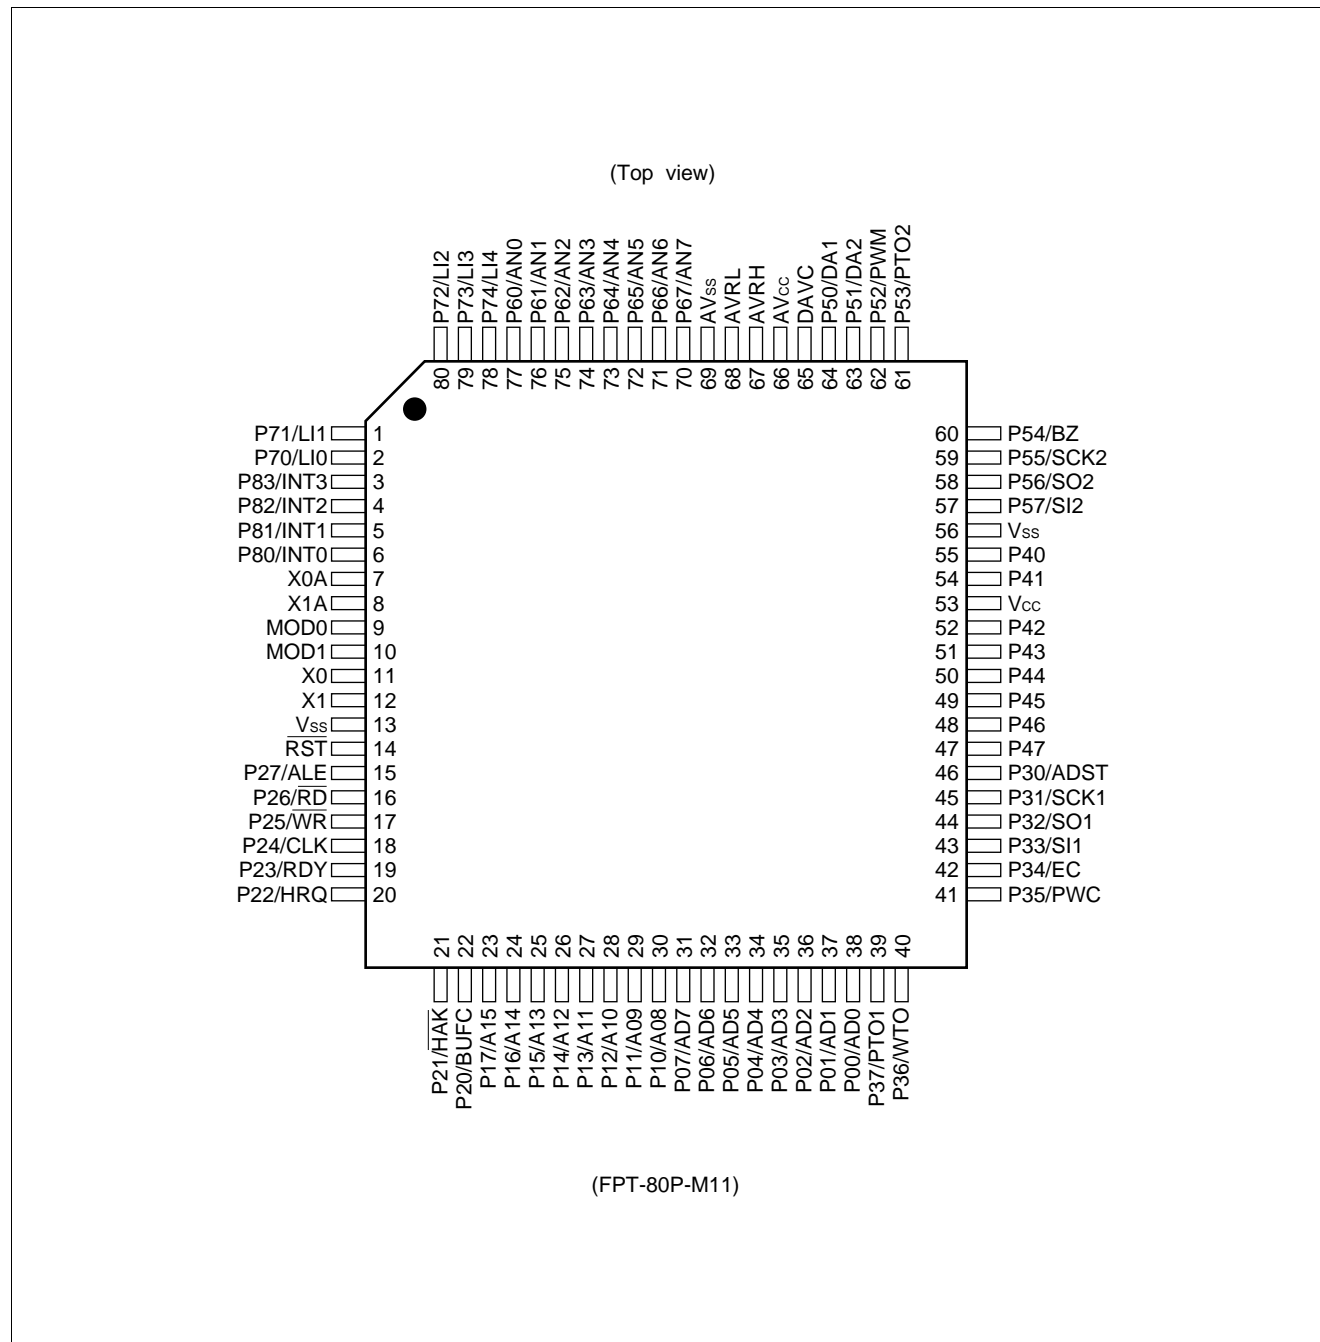 (Top view)
P72/LI2
P73/LI3
P74/LI4
P60/AN0
P61/AN1
P62/AN2
P63/AN3
P64/AN4
P65/AN5
P66/AN6
P67/AN7
AVss
AVRL
AVRH
AVcc
DAVC
P50/DA1
P51/DA2
P52/PWM
P53/PTO2
80 79 78 77 76 75 74 73 72 71 70 69 68 67 66 65 64 63 62 61
P71/LI1 1 60 P54/BZ
P70/LI0 2 59 P55/SCK2
P83/INT3 3 58 P56/SO2
P82/INT2 4 57 P57/SI2
P81/INT1 5 56 Vss
P80/INT0 6 55 P40
X0A 7 54 P41
X1A 8 53 Vcc
MOD0 9 52 P42
MOD1 10 51 P43
X0 11 50 P44
X1 12 49 P45
Vss 13 48 P46
R̅S̅T̅ 14 47 P47
P27/ALE 15 46 P30/ADST
P26/R̅D̅ 16 45 P31/SCK1
P25/W̅R̅ 17 44 P32/SO1
P24/CLK 18 43 P33/SI1
P23/RDY 19 42 P34/EC
P22/HRQ 20 41 P35/PWC
21 22 23 24 25 26 27 28 29 30 31 32 33 34 35 36 37 38 39 40
P21/H̅A̅K̅
P20/BUFC
P17/A15
P16/A14
P15/A13
P14/A12
P13/A11
P12/A10
P11/A09
P10/A08
P07/AD7
P06/AD6
P05/AD5
P04/AD4
P03/AD3
P02/AD2
P01/AD1
P00/AD0
P37/PTO1
P36/WTO
(FPT-80P-M11)